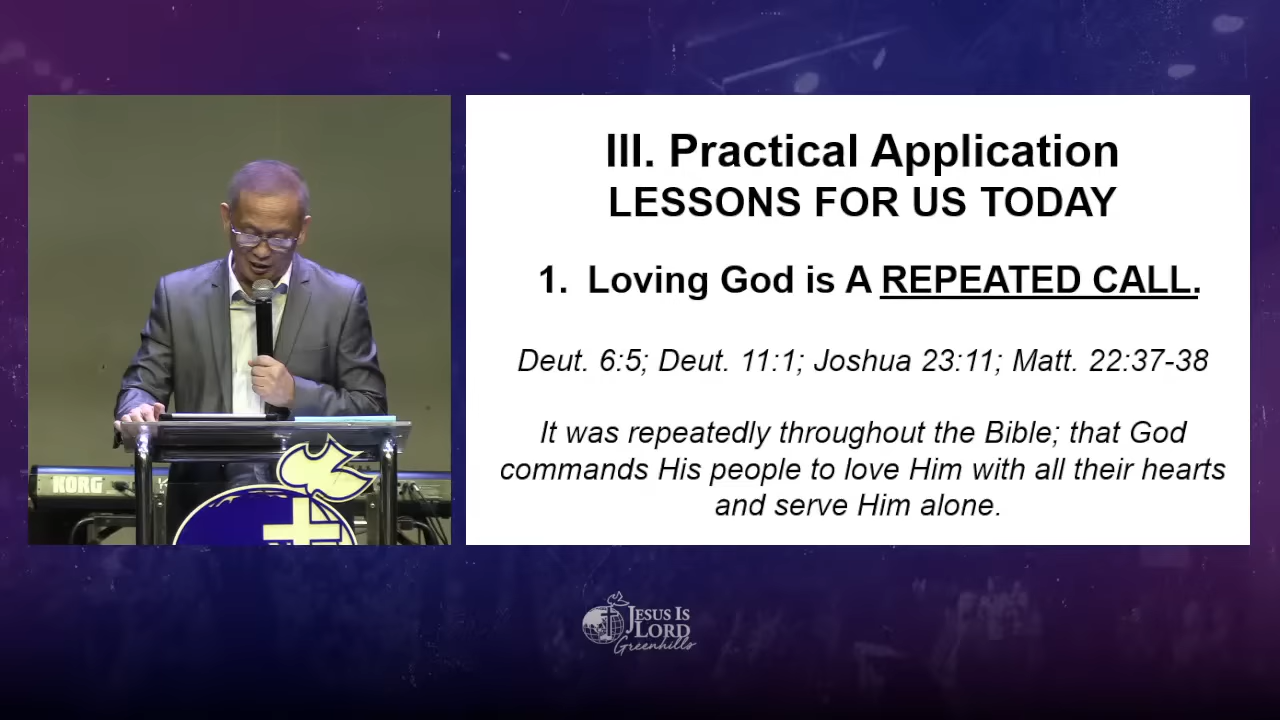 III. Practical Application
LESSONS FOR US TODAY
1. Loving God is A REPEATED CALL.
Deut. 6:5; Deut. 11:1; Joshua 23:11; Matt. 22:37-38
It was repeatedly throughout the Bible; that God
commands His people to love Him with all their hearts
and serve Him alone.
KORG
JESUS IS
LORD
Greenhills